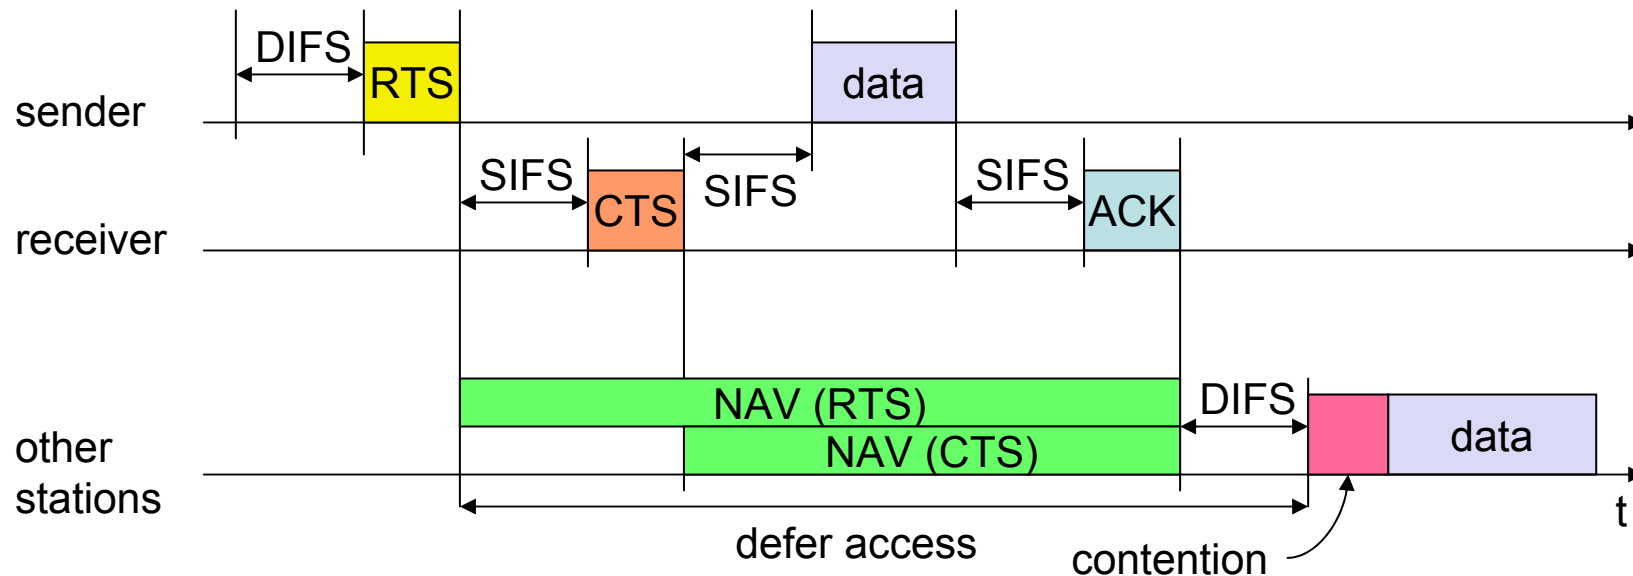 DIFS
RTS
data
sender
SIFS
SIFS
SIFS
CTS
ACK
receiver
NAV (RTS)
DIFS
NAV (CTS)
data
other
stations
t
defer access
contention